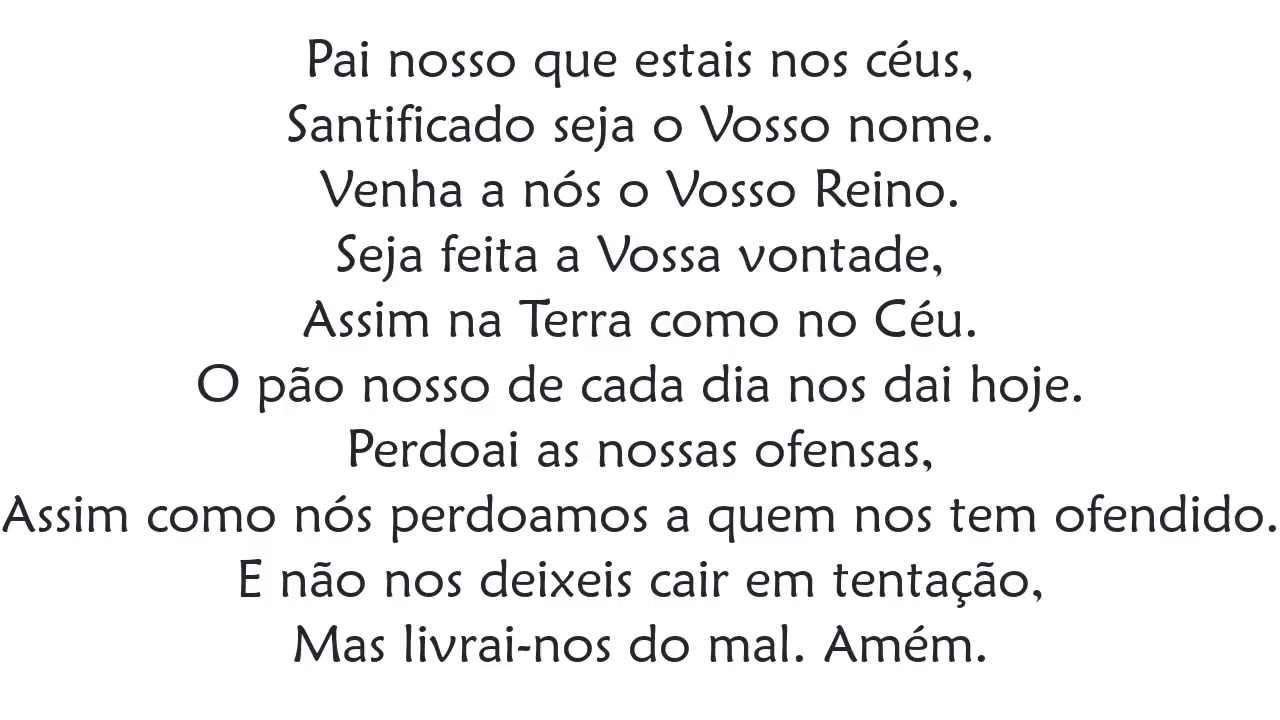 Pai nosso que estais nos céus,
Santificado seja o Vosso nome.
Venha a nós o Vosso Reino.
Seja feita a Vossa vontade,
Assim na Terra como no Céu.
O pão nosso de cada dia nos dai hoje.
Perdoai as nossas ofensas,
Assim como nós perdoamos a quem nos tem ofendido.
E não nos deixeis cair em tentação,
Mas livrai-nos do mal. Amém.